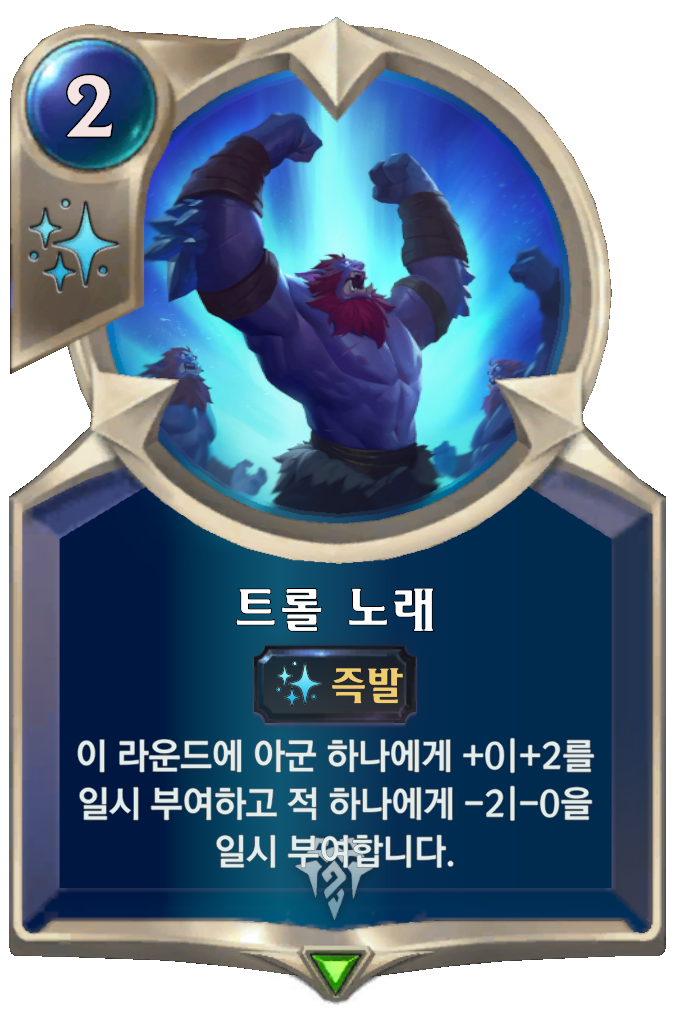 2
트롤 노래
즉발
이 라운드에 아군 하나에게 +0|+2를
일시 부여하고 적 하나에게 -2|-0을
일시 부여합니다.